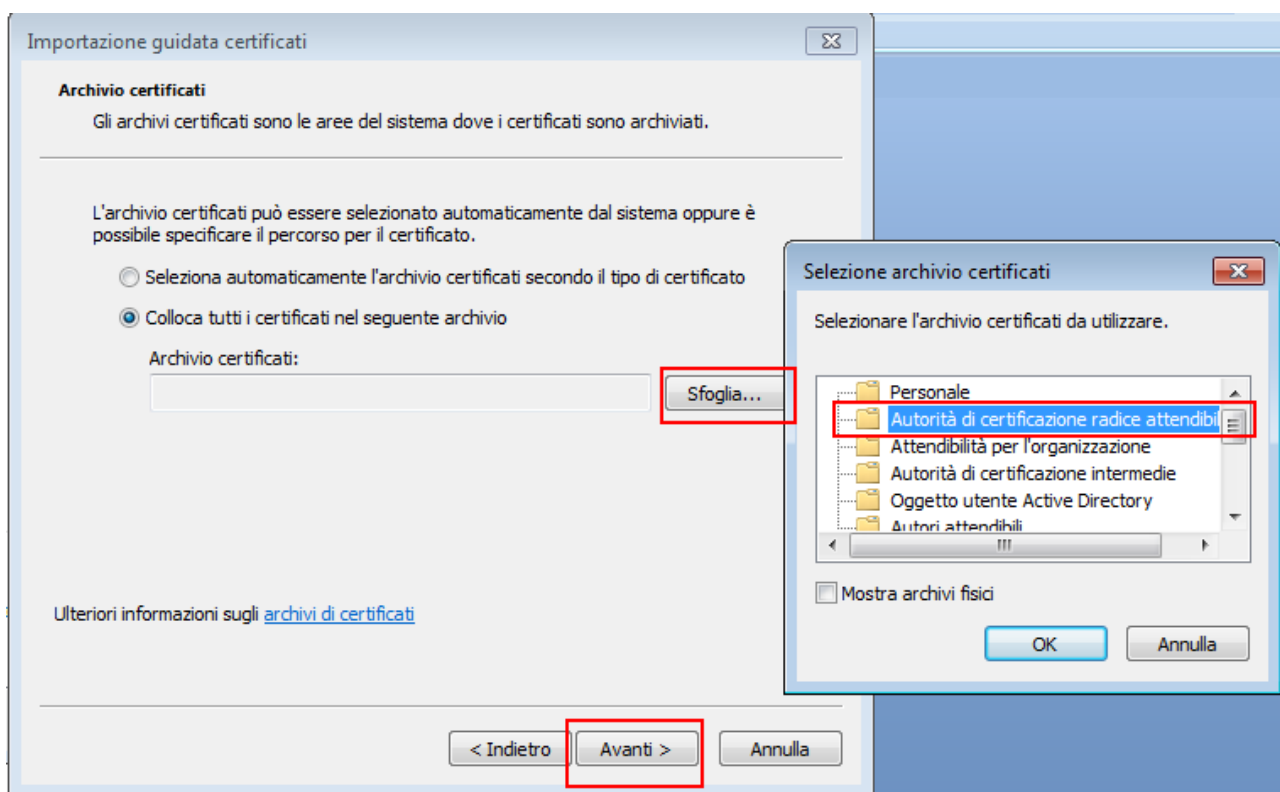 Importazione guidata certificati
Archivio certificati
Gli archivi certificati sono le aree del sistema dove i certificati sono archiviati.
L'archivio certificati può essere selezionato automaticamente dal sistema oppure è
possibile specificare il percorso per il certificato.
Seleziona automaticamente l'archivio certificati secondo il tipo di certificato
Colloca tutti i certificati nel seguente archivio
Archivio certificati:
Sfoglia...
Ulteriori informazioni sugli archivi di certificati
< Indietro
Avanti >
Annulla
Selezione archivio certificati
Selezionare l'archivio certificati da utilizzare.
Personale
Autorità di certificazione radice attendibil
Attendibilità per l'organizzazione
Autorità di certificazione intermedie
Oggetto utente Active Directory
Autori attendibili
Mostra archivi fisici
OK
Annulla